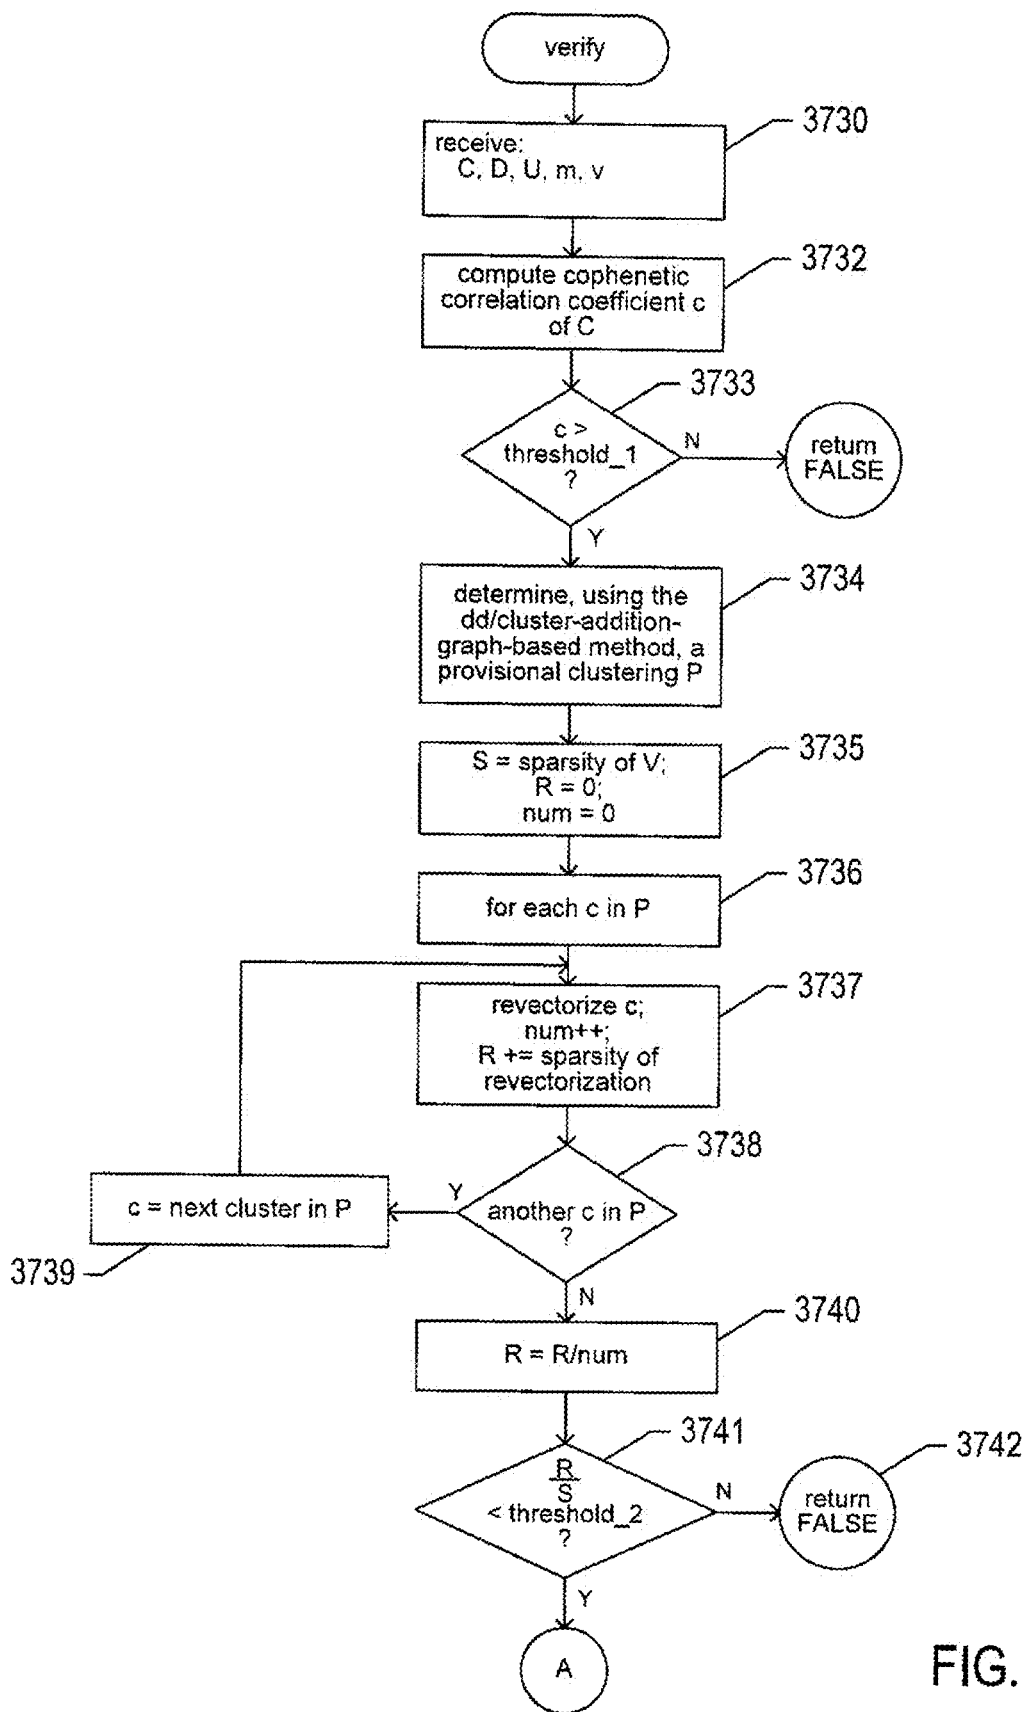 verify
3730
receive:
C, D, U, m, v
3732
compute cophenetic
correlation coefficient c
of C
3733
c >
threshold_1
?
N
return
FALSE
Y
3734
determine, using the
dd/cluster-addition-
graph-based method, a
provisional clustering P
3735
S = sparsity of V;
R = 0;
num = 0
3736
for each c in P
3737
revectorize c;
num++;
R += sparsity of
revectorization
3738
another c in P
?
Y
c = next cluster in P
3739
N
3740
R = R/num
3741
R
S
< threshold_2
?
N
3742
return
FALSE
Y
A
FIG.